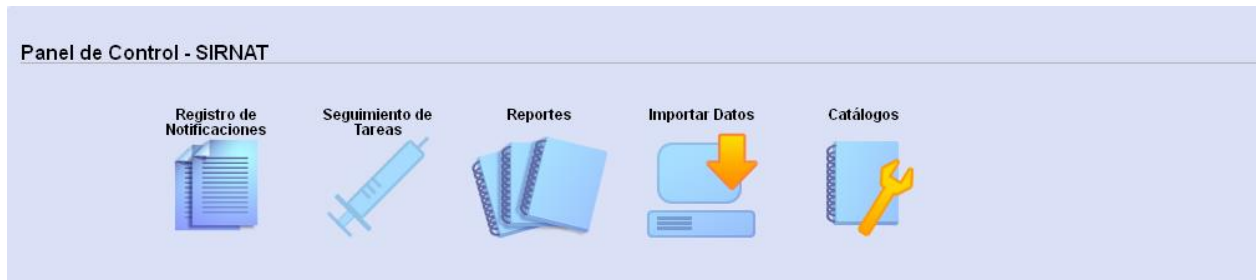 Panel de Control - SIRNAT
Registro de
Notificaciones
Seguimiento de
Tareas
Reportes
Importar Datos
Catálogos